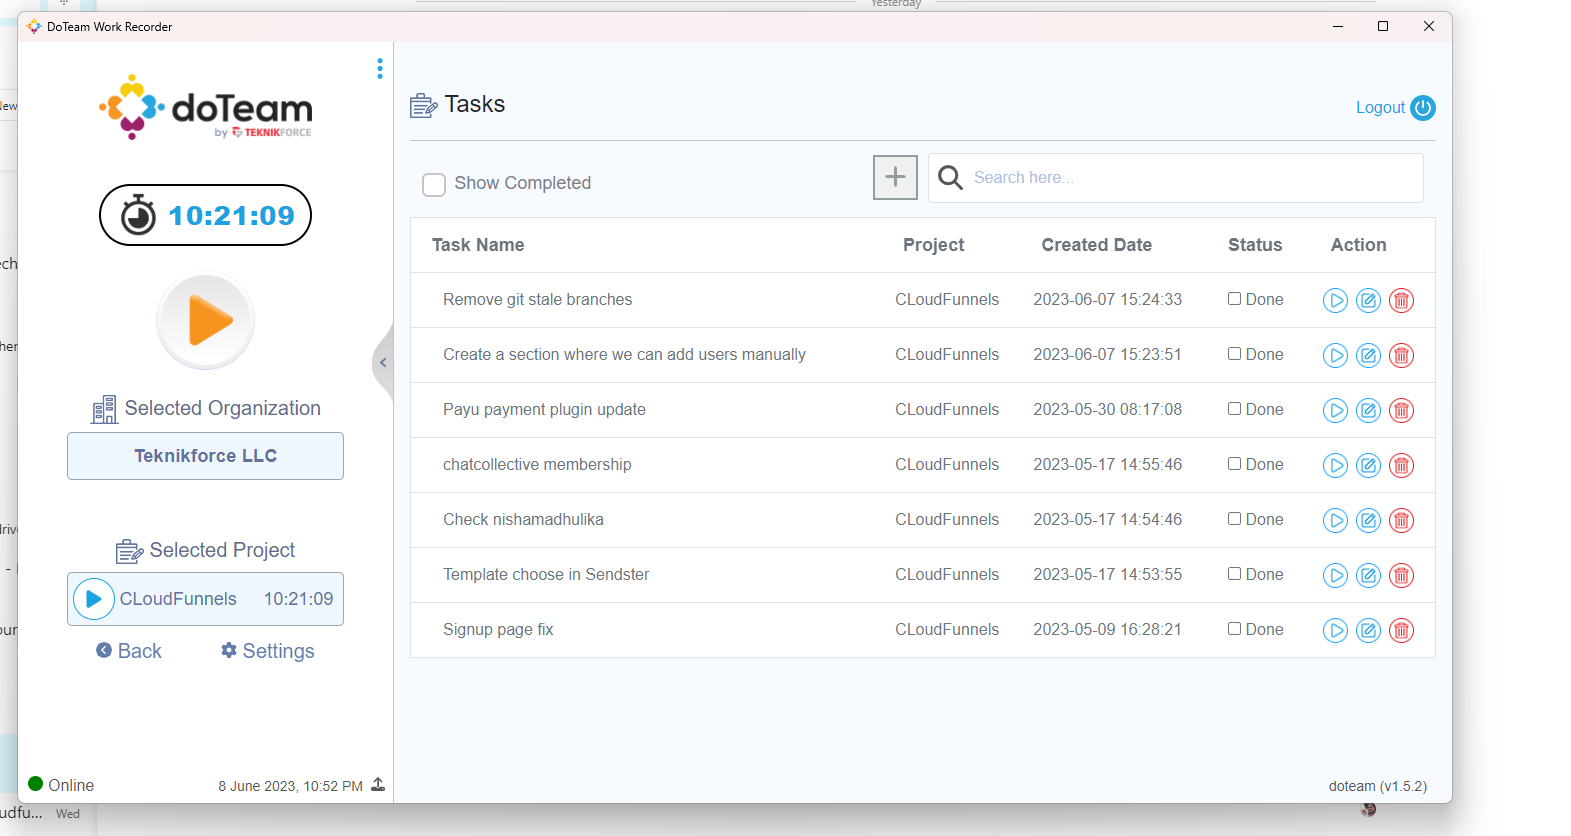 Yesterday
DoTeam Work Recorder
doTeam
by TEKNIKFORCE
10:21:09
Selected Organization
Teknikforce LLC
Selected Project
CLoudFunnels 10:21:09
Back Settings
Online 8 June 2023, 10:52 PM
Tasks
Logout
Show Completed
Search here...
Task Name Project Created Date Status Action
Remove git stale branches CLoudFunnels 2023-06-07 15:24:33 Done
Create a section where we can add users manually CLoudFunnels 2023-06-07 15:23:51 Done
Payu payment plugin update CLoudFunnels 2023-05-30 08:17:08 Done
chatcollective membership CLoudFunnels 2023-05-17 14:55:46 Done
Check nishamadhulika CLoudFunnels 2023-05-17 14:54:46 Done
Template choose in Sendster CLoudFunnels 2023-05-17 14:53:55 Done
Signup page fix CLoudFunnels 2023-05-09 16:28:21 Done
doteam (v1.5.2)
Wed